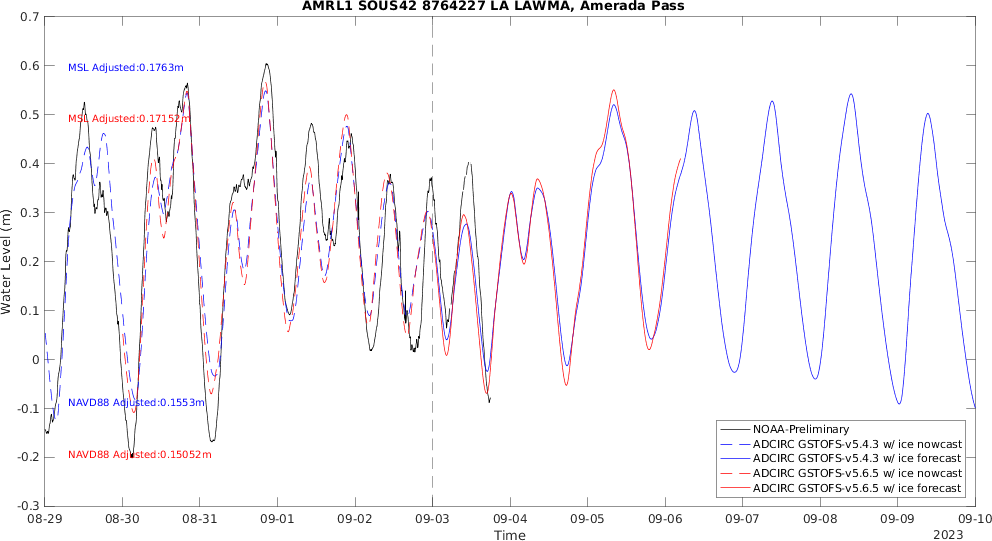 AMRL1 SOUS42 8764227 LA LAWMA, Amerada Pass
Water Level (m)
0.7
0.6
0.5
0.4
0.3
0.2
0.1
0
-0.1
-0.2
-0.3
MSL Adjusted:0.1763m
MSL Adjusted:0.17152m
NAVD88 Adjusted:0.1553m
NAVD88 Adjusted:0.15052m
NOAA-Preliminary
ADCIRC GSTOFS-v5.4.3 w/ ice nowcast
ADCIRC GSTOFS-v5.4.3 w/ ice forecast
ADCIRC GSTOFS-v5.6.5 w/ ice nowcast
ADCIRC GSTOFS-v5.6.5 w/ ice forecast
08-29 08-30 08-31 09-01 09-02 09-03 09-04 09-05 09-06 09-07 09-08 09-09 09-10
Time
2023